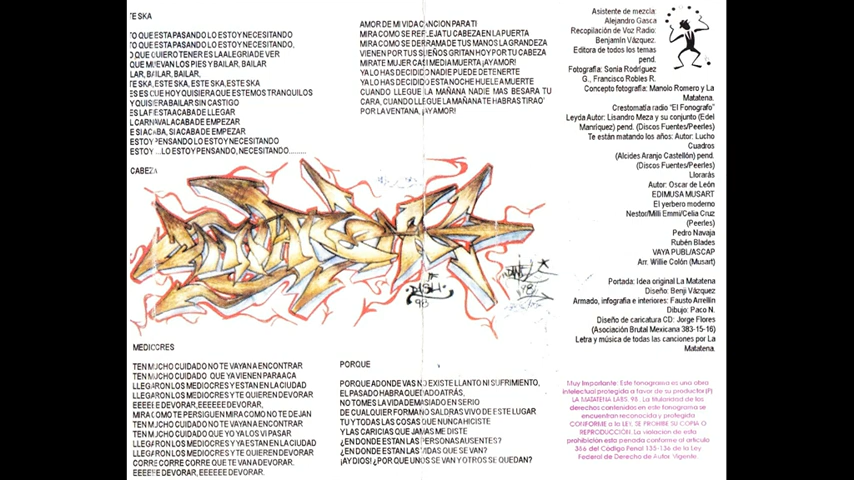 TE SKA
TO QUE ESTAPASANDO LO ESTOY NECESITANDO
TO QUE ESTAPASANDO LO ESTOY NECESITANDO,
O QUE QUIERO TENER ES LA ALEGRIA DE VER
QUE MUEVAN LOS PIES Y BAILAR, BAILAR
LAR, BAILAR, BAILAR,
TE SKA, ESTE SKA, ESTE SKA, ESTE SKA
ES ES QUE HOY QUISIERA QUE ESTEMOS TRANQUILOS
Y QUISIERA BAILAR SIN CASTIGO
ES LA FIESTA ACABA DE LLEGAR
L CARNAVAL ACABA DE EMPEZAR
E SI ACABA, SI ACABA DE EMPEZAR
ESTOY PENSANDO LO ESTOY NECESITANDO
ESTOY ...LO ESTOY PENSANDO, NECESITANDO.........
CABEZA
AMOR DE MI VIDA CANCION PARA TI
MIRA COMO SE REFLEJA TU CABEZA EN LA PUERTA
MIRA COMO SE DERRAMA DE TUS MANOS LA GRANDEZA
VIENEN POR TUS SUEÑOS GRITAN HOY POR TU CABEZA
MIRATE MUJER CASI MEDIA MUERTA ¡AY AMOR!
YA LO HAS DECIDIDO NADIE PUEDE DETENERTE
YA LO HAS DECIDIDO ESTA NOCHE HUELE A MUERTE
CUANDO LLEGUE LA MAÑANA NADIE MAS BESARA TU
CARA, CUANDO LLEGUE LA MAÑANA TE HABRAS TIRAO'
POR LA VENTANA, ¡AY AMOR!
DASH
98
MEDIOCRES
TEN MUCHO CUIDADO NO TE VAYAN A ENCONTRAR
TEN MUCHO CUIDADO QUE YA VIENEN PARA ACA
LLEGARON LOS MEDIOCRES Y ESTAN EN LA CIUDAD
LLEGARON LOS MEDIOCRES Y TE QUIEREN DEVORAR
EEEEE E DEVORAR, EEEEEE DEVORAR,
MIRA COMO TE PERSIGUEN MIRA COMO NO TE DEJAN
TEN MUCHO CUIDADO NO TE VAYAN A ENCONTRAR
TEN MUCHO CUIDADO QUE YO YA LOS VI PASAR
LLEGARON LOS MEDIOCRES Y YA ESTAN EN LA CIUDAD
LLEGARON LOS MEDIOCRES Y TE QUIEREN DEVORAR
CORRE CORRE CORRE QUE TE VAN A DEVORAR.
EEEEE E DEVORAR, EEEEEE DEVORAR.
PORQUE
PORQUE A DONDE VAS NO EXISTE LLANTO NI SUFRIMIENTO,
EL PASADO HABRA QUEDADO ATRÁS,
NO TOMES LA VIDA DEMASIADO EN SERIO
DE CUALQUIER FORMA NO SALDRAS VIVO DE ESTE LUGAR
TU Y TODAS LAS COSAS QUE NUNCA HICISTE
Y LAS CARICIAS QUE JAMAS ME DISTE
¿EN DONDE ESTAN LAS PERSONAS AUSENTES?
¿EN DONDE ESTAN LAS VIDAS QUE SE VAN?
¡AY DIOS! ¿POR QUE UNOS SE VAN Y OTROS SE QUEDAN?
Asistente de mezcla:
Alejandro Gasca
Recopilación de Voz Radio:
Benjamín Vázquez.
Editora de todos los temas
pend.
Fotografía: Sonia Rodríguez
G., Francisco Robles R.
Concepto fotografía: Manolo Romero y La
Matatena.
Crestomatía radio "El Fonógrafo"
Leyda Autor: Lisandro Meza y su conjunto (Edel
Manríquez) pend. (Discos Fuentes/Peerles)
Te están matando los años: Autor: Lucho
Cuadros
(Alcides Aranjo Castellón) pend.
(Discos Fuentes/Peerles)
Llorarás
Autor: Oscar de León
EDIMUSA MUSART
El yerbero moderno
Nestor/Milli Emmi/Celia Cruz
(Peerles)
Pedro Navaja
Rubén Blades
VAYA PUBL/ASCAP
Arr. Willie Colón (Musart)
Portada: Idea original La Matatena
Diseño: Benji Vázquez
Armado, infografía e interiores: Fausto Arrellín
Dibujo: Paco N.
Diseño de caricatura CD: Jorge Flores
(Asociación Brutal Mexicana 383-15-16)
Letra y música de todas las canciones por La
Matatena.
Muy Importante: Este fonograma es una obra
intelectual protegida a favor de su productor.(P)
LA MATATENA LABS, 98 . La titularidad de los
derechos contenidos en este fonograma se
encuentran reconocida y protegida
CONFORME a la LEY, SE PROHIBE SU COPIA O
REPRODUCCIÓN. La violacion de esta
prohibición esta penada conforme al artículo
386 del Código Penal 135-136 de la Ley
Federal de Derecho de Autor. Vigente.